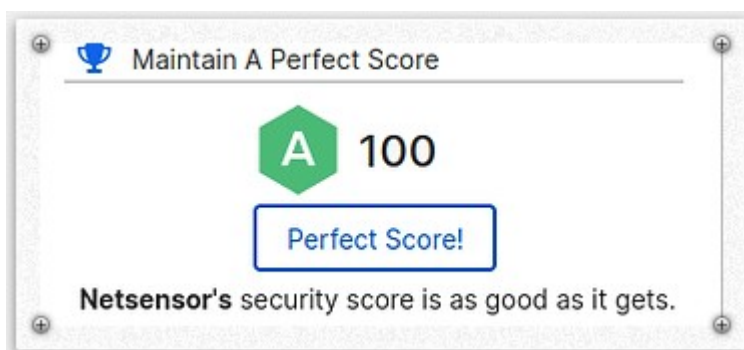 Maintain A Perfect Score
A 100
Perfect Score!
Netsensor's security score is as good as it gets.